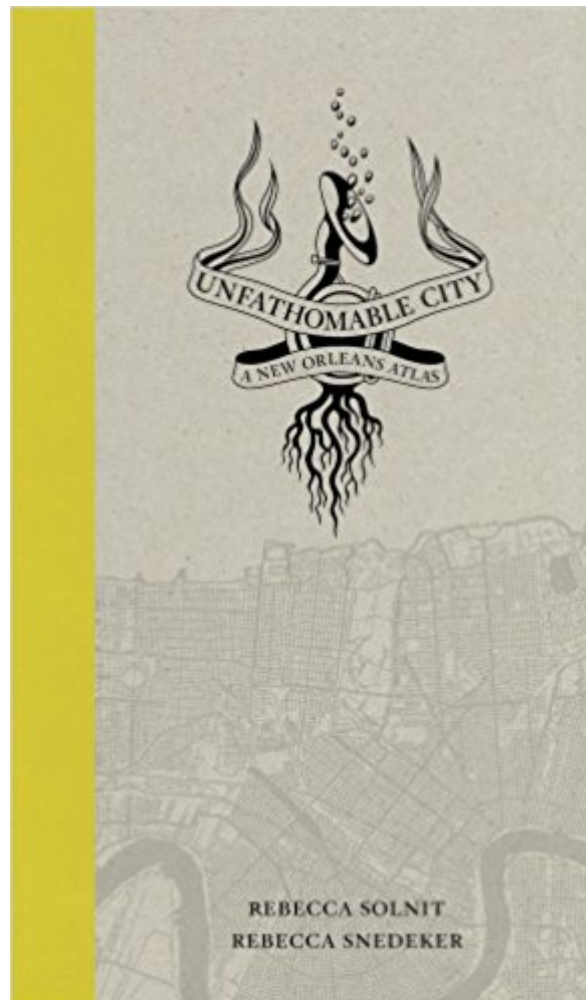 UNFATHOMABLE CITY
A NEW ORLEANS ATLAS
REBECCA SOLNIT
REBECCA SNEDEKER